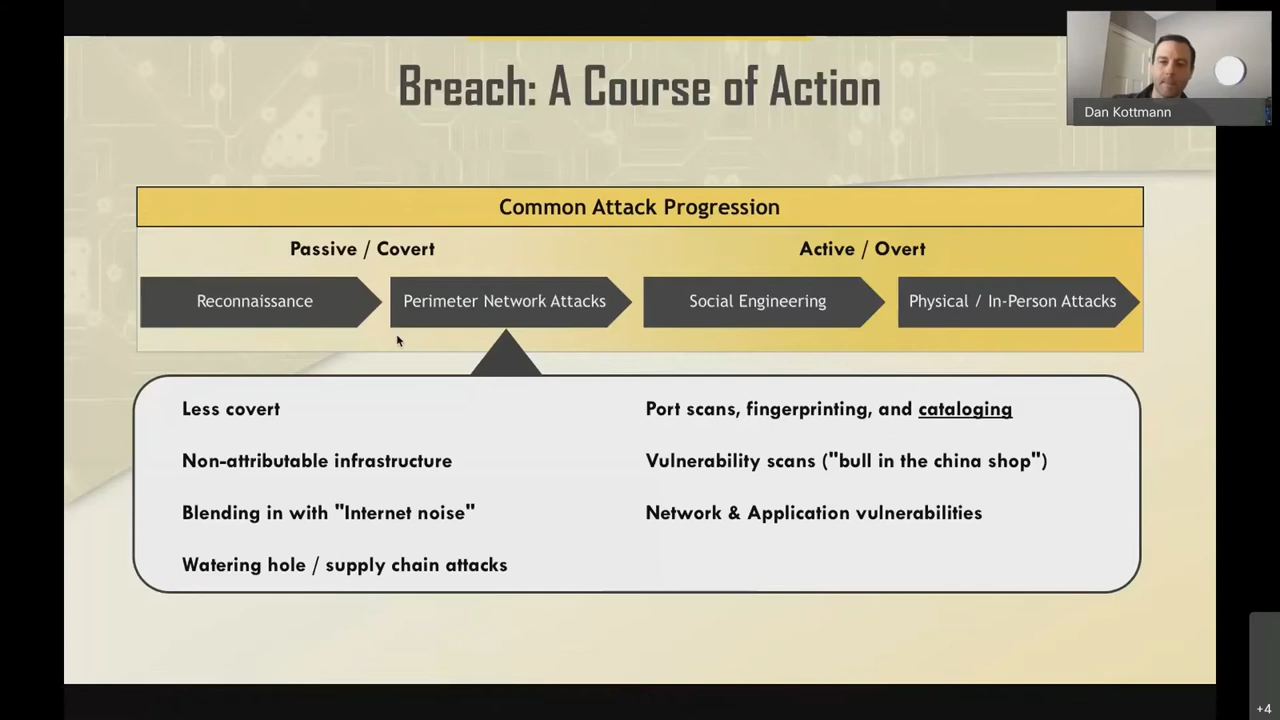 Breach: A Course of Action
Dan Kottmann
Common Attack Progression
Passive / Covert
Active / Overt
Reconnaissance
Perimeter Network Attacks
Social Engineering
Physical / In-Person Attacks
Less covert
Non-attributable infrastructure
Blending in with "Internet noise"
Watering hole / supply chain attacks
Port scans, fingerprinting, and cataloging
Vulnerability scans ("bull in the china shop")
Network & Application vulnerabilities
+4